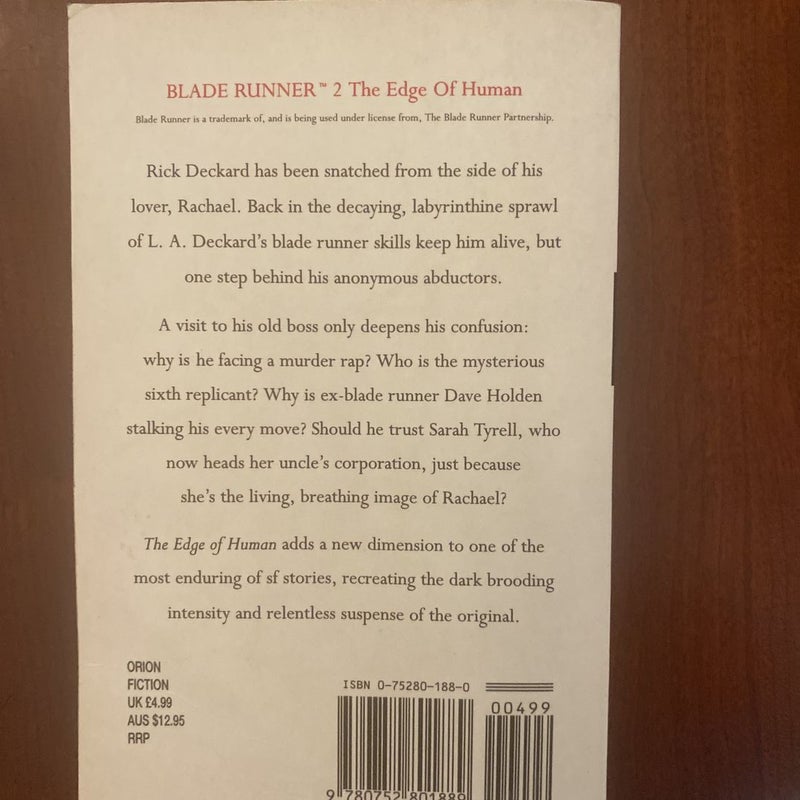 BLADE RUNNER™ 2 The Edge Of Human
Blade Runner is a trademark of, and is being used under license from, The Blade Runner Partnership.
Rick Deckard has been snatched from the side of his
lover, Rachael. Back in the decaying, labyrinthine sprawl
of L. A. Deckard's blade runner skills keep him alive, but
one step behind his anonymous abductors.
A visit to his old boss only deepens his confusion:
why is he facing a murder rap? Who is the mysterious
sixth replicant? Why is ex-blade runner Dave Holden
stalking his every move? Should he trust Sarah Tyrell, who
now heads her uncle's corporation, just because
she's the living, breathing image of Rachael?
The Edge of Human adds a new dimension to one of the
most enduring of sf stories, recreating the dark brooding
intensity and relentless suspense of the original.
ORION
FICTION
UK £4.99
AUS $12.95
RRP
ISBN 0-75280-188-0
00499
9 780752 801889